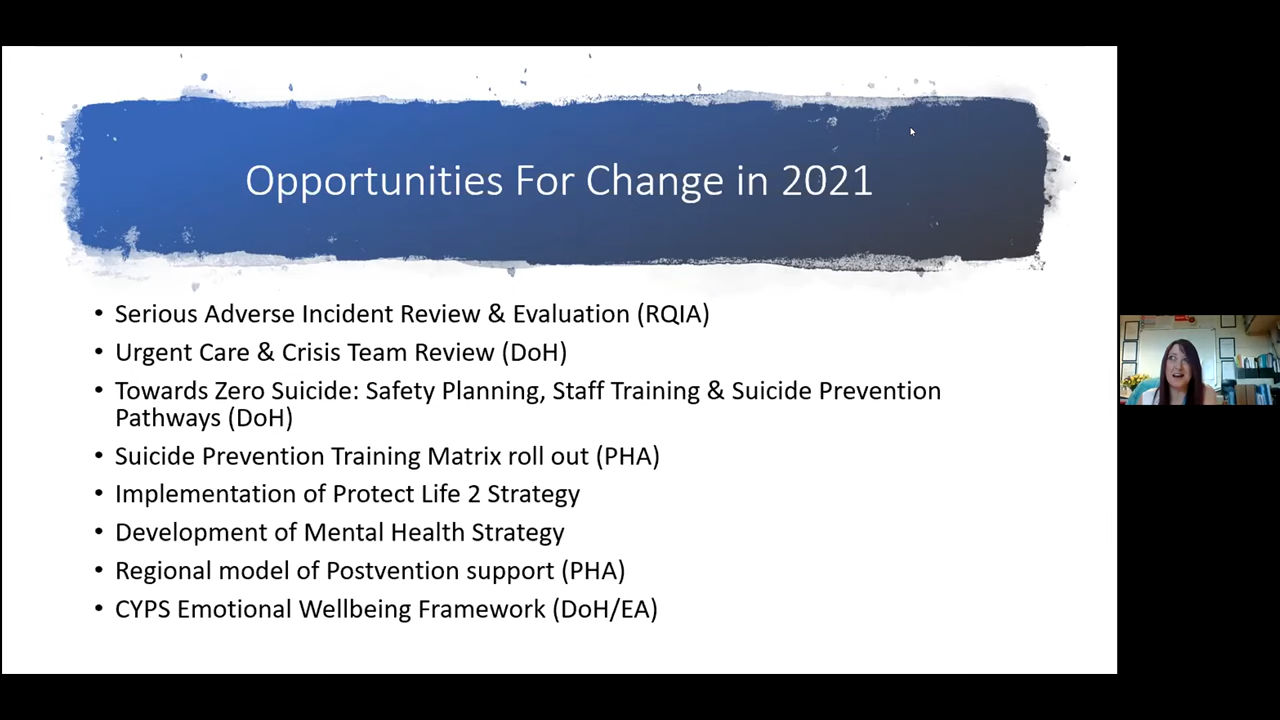 Opportunities For Change in 2021
• Serious Adverse Incident Review & Evaluation (RQIA)
• Urgent Care & Crisis Team Review (DoH)
• Towards Zero Suicide: Safety Planning, Staff Training & Suicide Prevention
Pathways (DoH)
• Suicide Prevention Training Matrix roll out (PHA)
• Implementation of Protect Life 2 Strategy
• Development of Mental Health Strategy
• Regional model of Postvention support (PHA)
• CYPS Emotional Wellbeing Framework (DoH/EA)